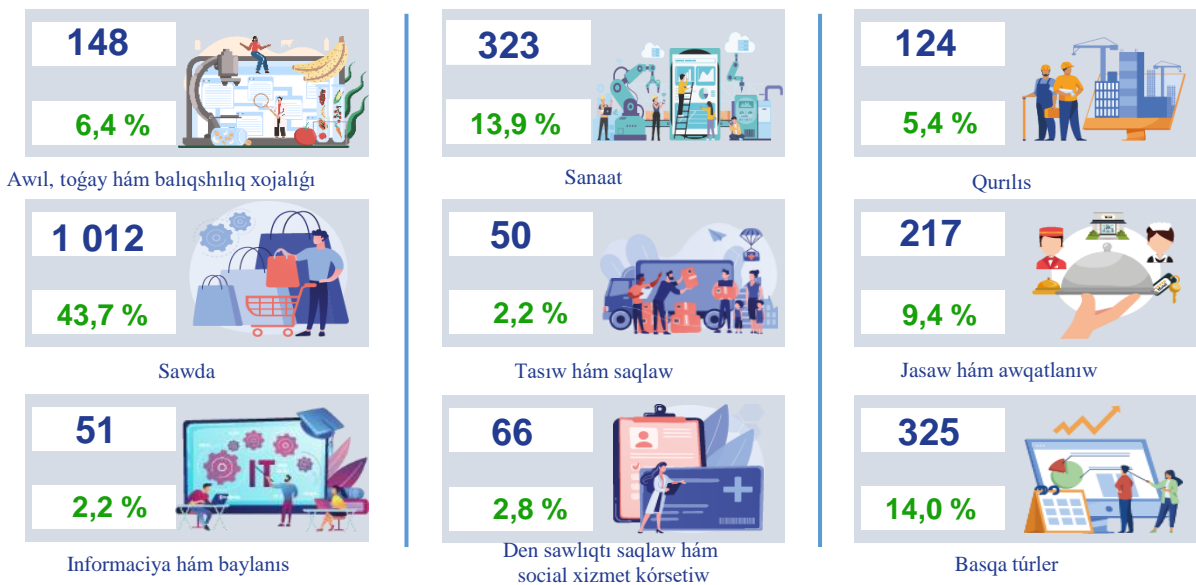 148
6,4 %
Awıl, toǵay hám balıqshılıq xojalıǵı
323
13,9 %
Sanaat
124
5,4 %
Qurılıs
1 012
43,7 %
Sawda
50
2,2 %
Tasıw hám saqlaw
217
9,4 %
Jasaw hám awqatlanıw
51
2,2 %
IT
Informaciya hám baylanıs
66
2,8 %
Den sawlıqtı saqlaw hám
social xizmet kórsetiw
325
14,0 %
Basqa túrler